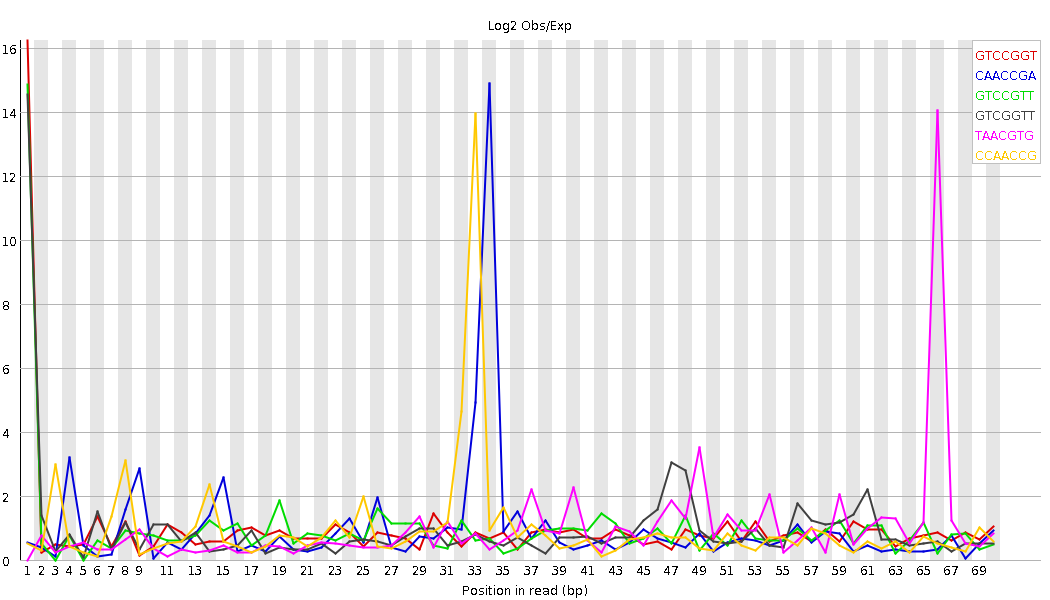 Log2 Obs/Exp
16
14
12
10
8
6
4
2
0
GTCCGGT
CAACCGA
GTCCGTT
GTCGGTT
TAACGTG
CCAACCG
1 2 3 4 5 6 7 8 9 11 13 15 17 19 21 23 25 27 29 31 33 35 37 39 41 43 45 47 49 51 53 55 57 59 61 63 65 67 69
Position in read (bp)